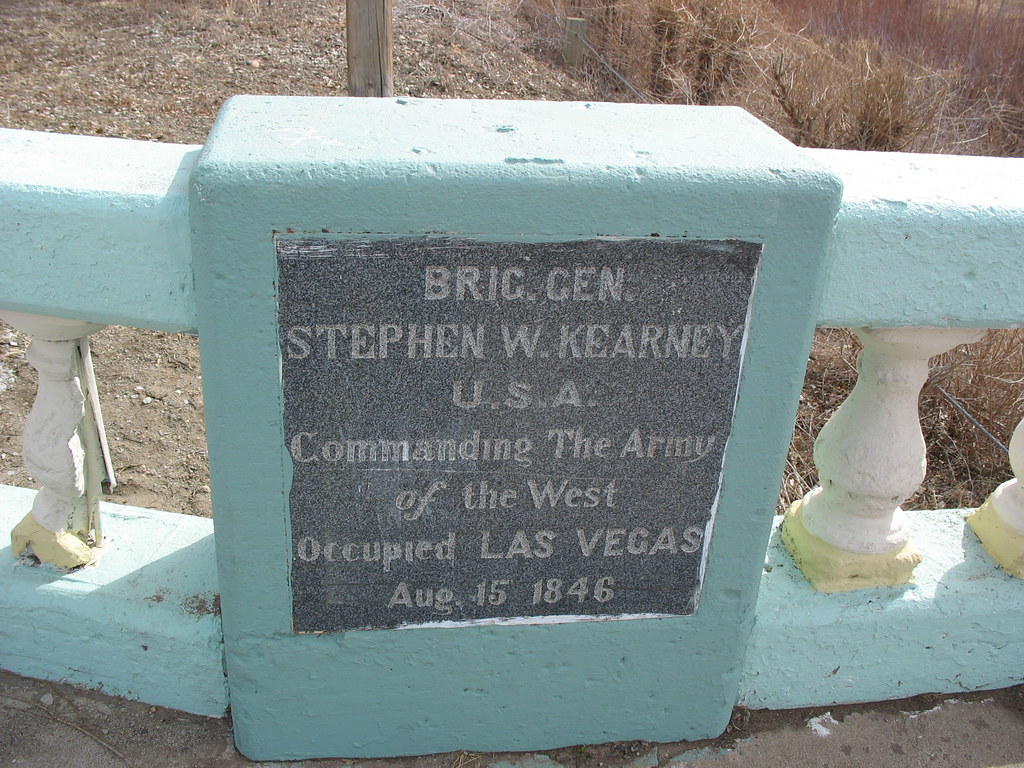 BRIG. GEN.
STEPHEN W. KEARNEY
U.S.A.
Commanding The Army
of the West
Occupied LAS VEGAS
Aug. 15 1846